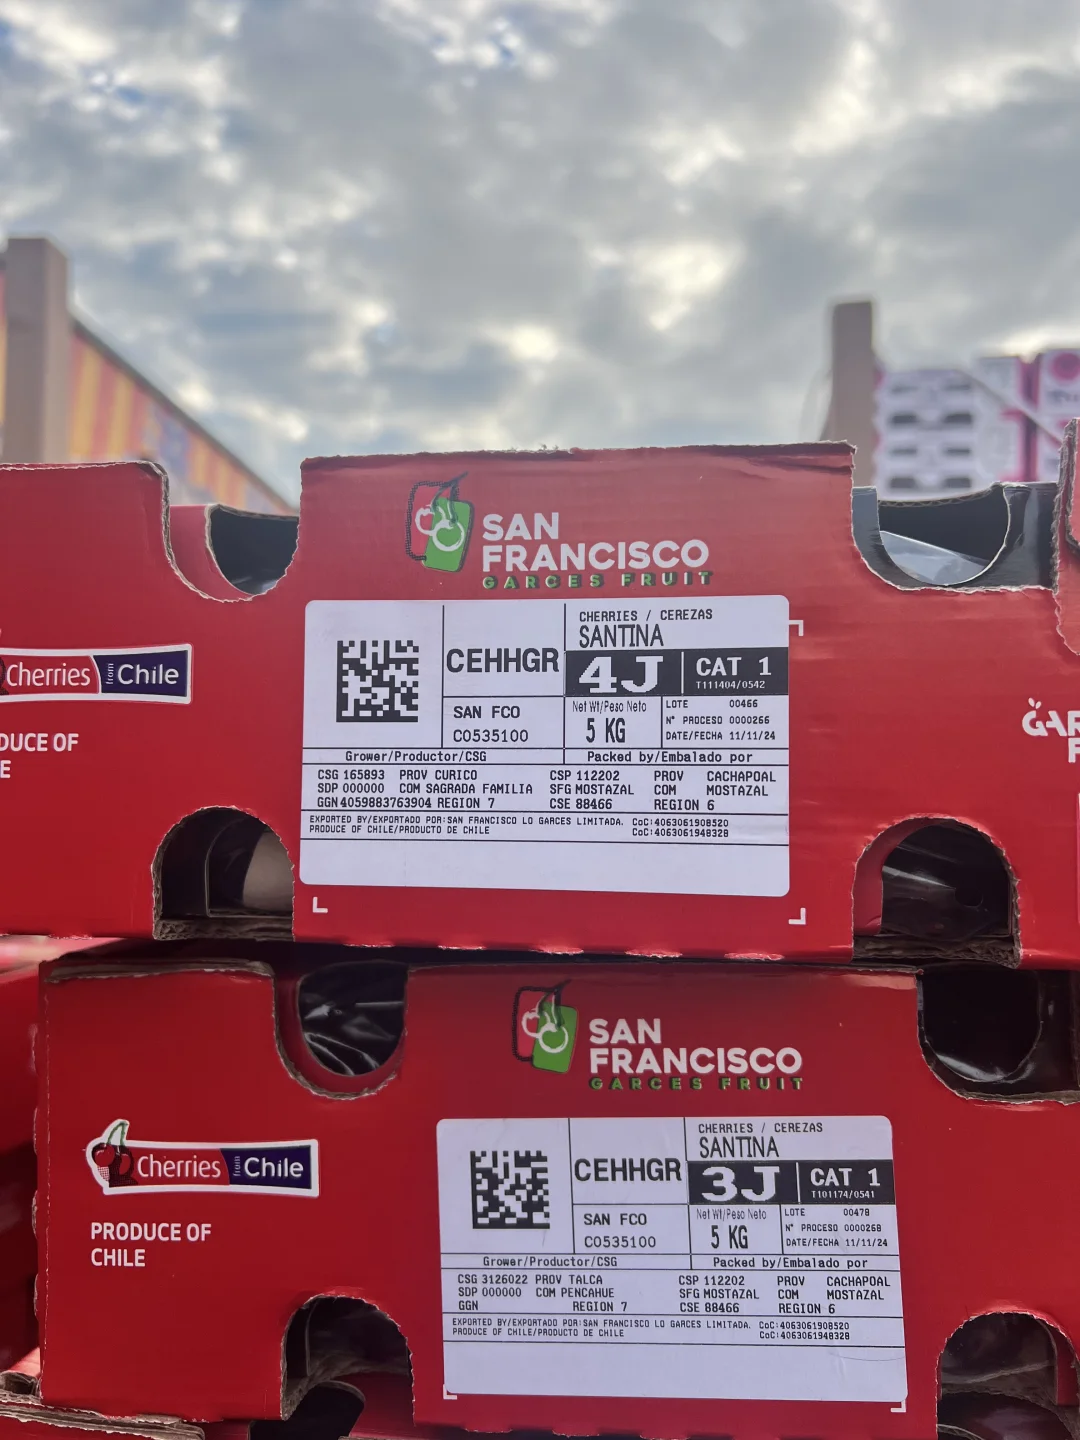 SAN
FRANCISCO
GARCES FRUIT
Cherries from Chile
DUCE OF
E
CHERRIES / CEREZAS
SANTINA
CEHHGR
4J
CAT 1
T111404/0542
SAN FCO
C0535100
Net Wt/Peso Neto
5 KG
LOTE 00466
N° PROCESO 0000266
DATE/FECHA 11/11/24
Grower/Productor/CSG
Packed by/Embalado por
CSG 165893 PROV CURICO
SDP 000000 COM SAGRADA FAMILIA
GGN 4059883763904 REGION 7
CSP 112202 PROV CACHAPOAL
SFG MOSTAZAL COM MOSTAZAL
CSE 88466 REGION 6
EXPORTED BY/EXPORTADO POR:SAN FRANCISCO LO GARCES LIMITADA. CoC:4063061908520
PRODUCE OF CHILE/PRODUCTO DE CHILE CoC:4063061948328
GAR
F
SAN
FRANCISCO
GARCES FRUIT
Cherries from Chile
PRODUCE OF
CHILE
CHERRIES / CEREZAS
SANTINA
CEHHGR
3J
CAT 1
T101174/0541
SAN FCO
C0535100
Net Wt/Peso Neto
5 KG
LOTE 00478
N° PROCESO 0000268
DATE/FECHA 11/11/24
Grower/Productor/CSG
Packed by/Embalado por
CSG 3126022 PROV TALCA
SDP 000000 COM PENCAHUE
GGN REGION 7
CSP 112202 PROV CACHAPOAL
SFG MOSTAZAL COM MOSTAZAL
CSE 88466 REGION 6
EXPORTED BY/EXPORTADO POR:SAN FRANCISCO LO GARCES LIMITADA. CoC:4063061908520
PRODUCE OF CHILE/PRODUCTO DE CHILE CoC:4063061948328